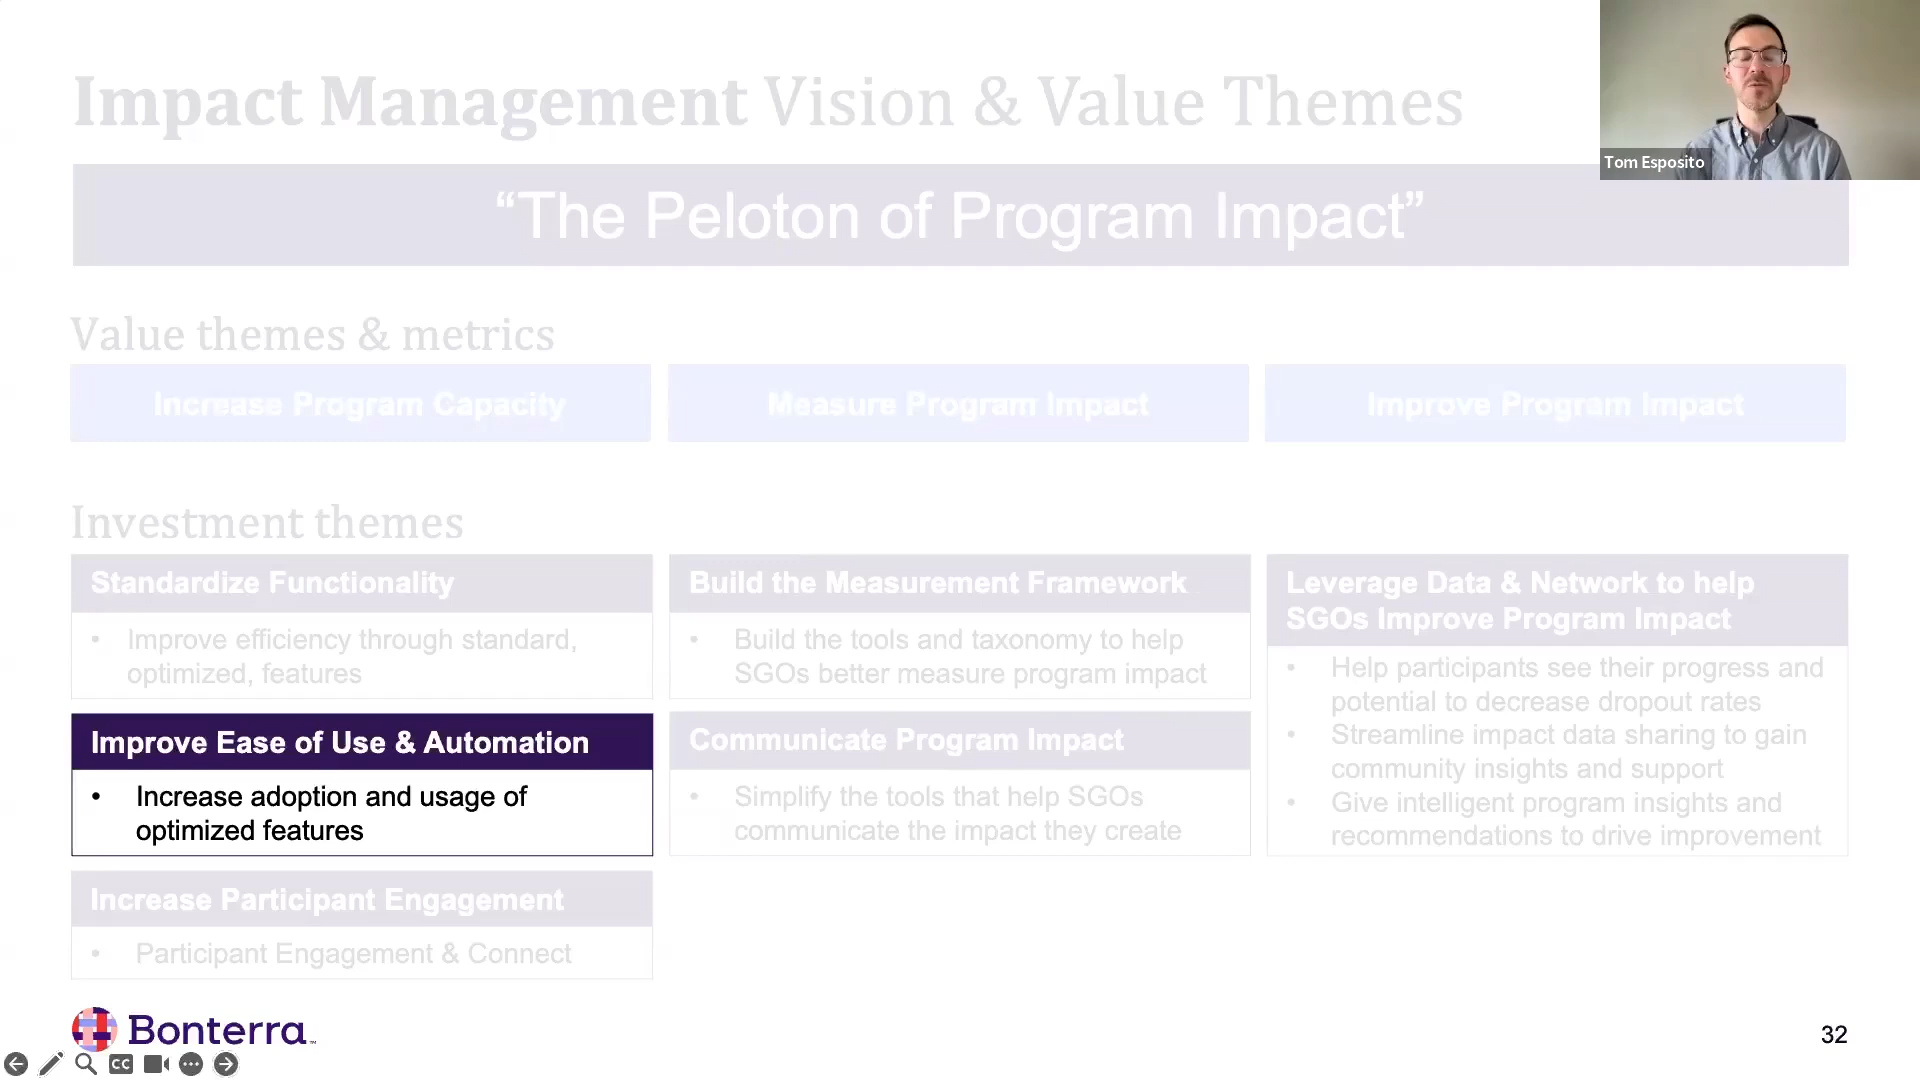 Impact Management Vision & Value Themes
Tom Esposito
“The Peloton of Program Impact”
Value themes & metrics
Increase Program Capacity
Measure Program Impact
Improve Program Impact
Investment themes
Standardize Functionality
• Improve efficiency through standard,
optimized, features
Improve Ease of Use & Automation
• Increase adoption and usage of
optimized features
Increase Participant Engagement
• Participant Engagement & Connect
Build the Measurement Framework
• Build the tools and taxonomy to help
SGOs better measure program impact
Communicate Program Impact
• Simplify the tools that help SGOs
communicate the impact they create
Leverage Data & Network to help
SGOs Improve Program Impact
• Help participants see their progress and
potential to decrease dropout rates
• Streamline impact data sharing to gain
community insights and support
• Give intelligent program insights and
recommendations to drive improvement
Bonterra™
32
CC